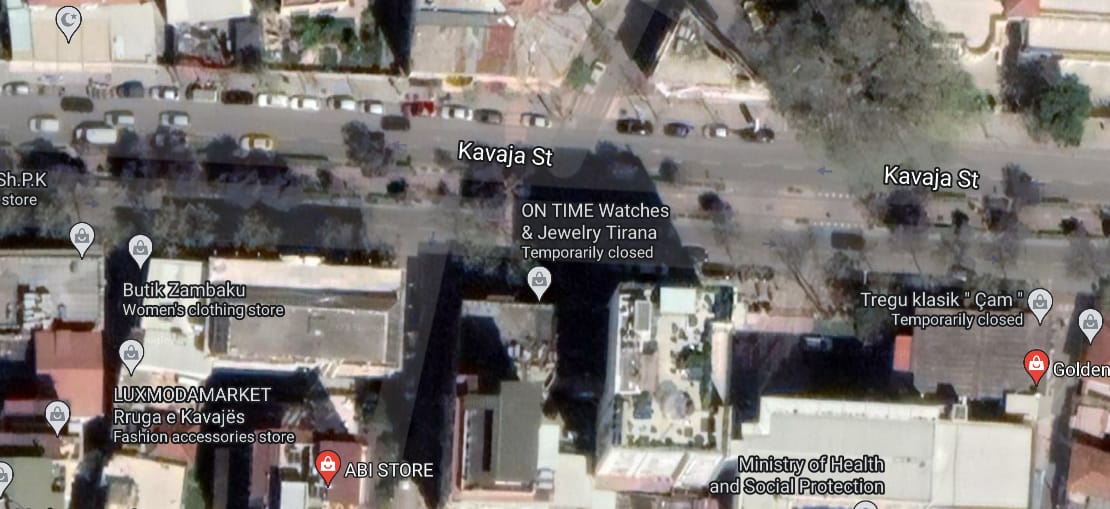 Kavaja St
Kavaja St
Sh.P.K
store
ON TIME Watches
& Jewelry Tirana
Temporarily closed
Butik Zambaku
Women's clothing store
Tregu klasik " Çam "
Temporarily closed
Golden
LUXMODAMARKET
Rruga e Kavajës
Fashion accessories store
ABI STORE
Ministry of Health
and Social Protection